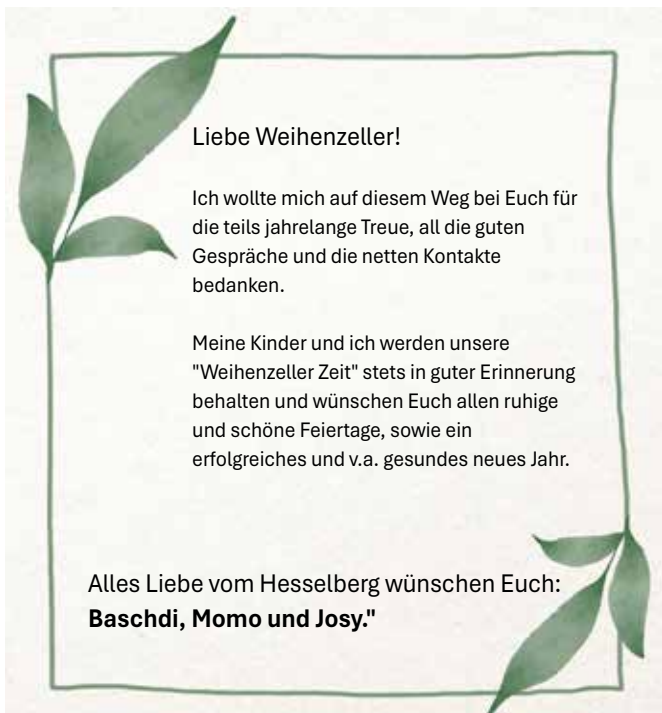 Liebe Weihenzeller!
Ich wollte mich auf diesem Weg bei Euch für
die teils jahrelange Treue, all die guten
Gespräche und die netten Kontakte
bedanken.
Meine Kinder und ich werden unsere
"Weihenzeller Zeit" stets in guter Erinnerung
behalten und wünschen Euch allen ruhige
und schöne Feiertage, sowie ein
erfolgreiches und v.a. gesundes neues Jahr.
Alles Liebe vom Hesselberg wünschen Euch:
Baschdi, Momo und Josy."